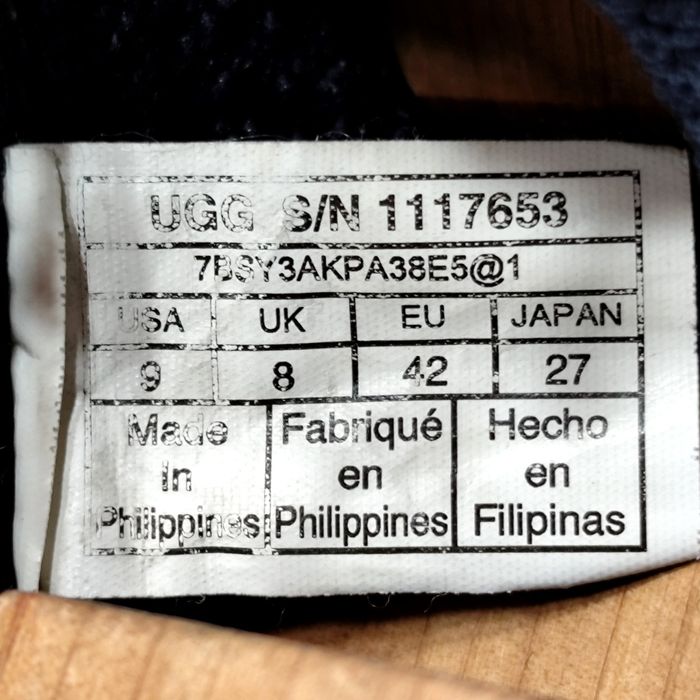 UGG S/N 1117653
7BSY3AKPA38E5@1
USA UK EU JAPAN
9 8 42 27
Made in Philippines
Fabriqué en Philippines
Hecho en Filipinas